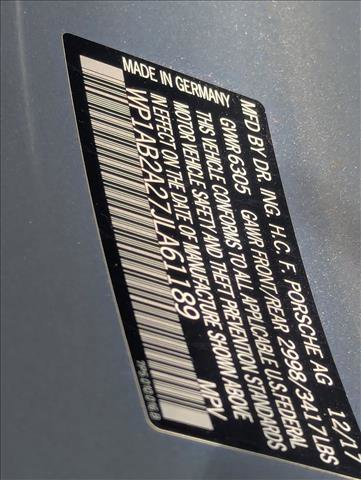 MFD BY DR. ING. H.C. F. PORSCHE AG 12/17
GVWR 6305 GAWR FRONT/REAR 2998/3417LBS
THIS VEHICLE CONFORMS TO ALL APPLICABLE U.S. FEDERAL
MOTOR VEHICLE SAFETY AND THEFT PREVENTION STANDARDS
IN EFFECT ON THE DATE OF MANUFACTURE SHOWN ABOVE
WP1AB2A27JLA61189 MPV
MADE IN GERMANY